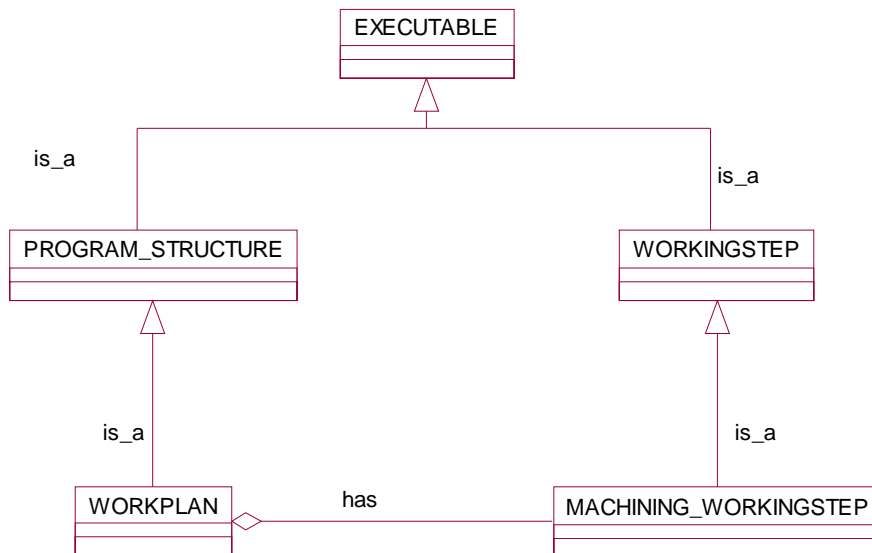 EXECUTABLE
is_a
is_a
PROGRAM_STRUCTURE
WORKINGSTEP
is_a
is_a
WORKPLAN
has
MACHINING_WORKINGSTEP